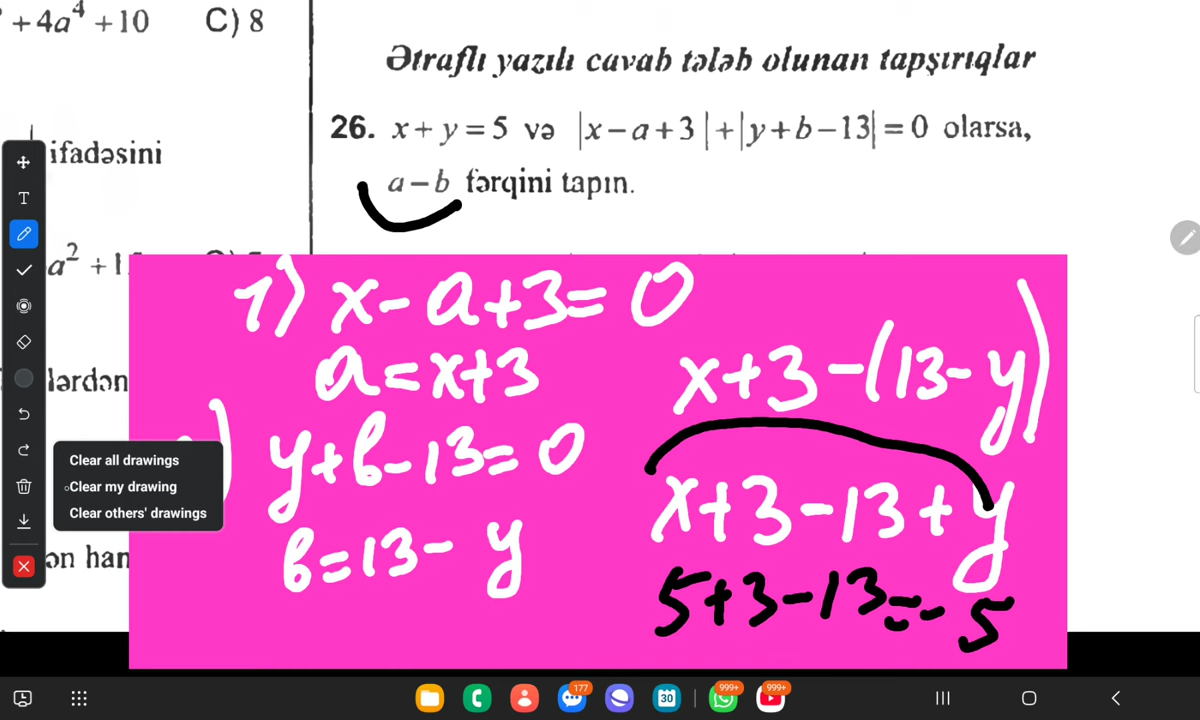 +4a⁴ +10 C) 8
ifadəsini
a² +1
lərdən
ən han
Ətraflı yazılı cavab tələb olunan tapşırıqlar
26. x+ y = 5 və |x−a+3|+|y+b−13| = 0 olarsa,
a−b fərqini tapın.
1) x-a+3=0
a=x+3
y+b-13=0
b=13-y
x+3-(13-y)
x+3-13+y
5+3-13=-5
T
Clear all drawings
Clear my drawing
Clear others' drawings
177
30
999+
999+